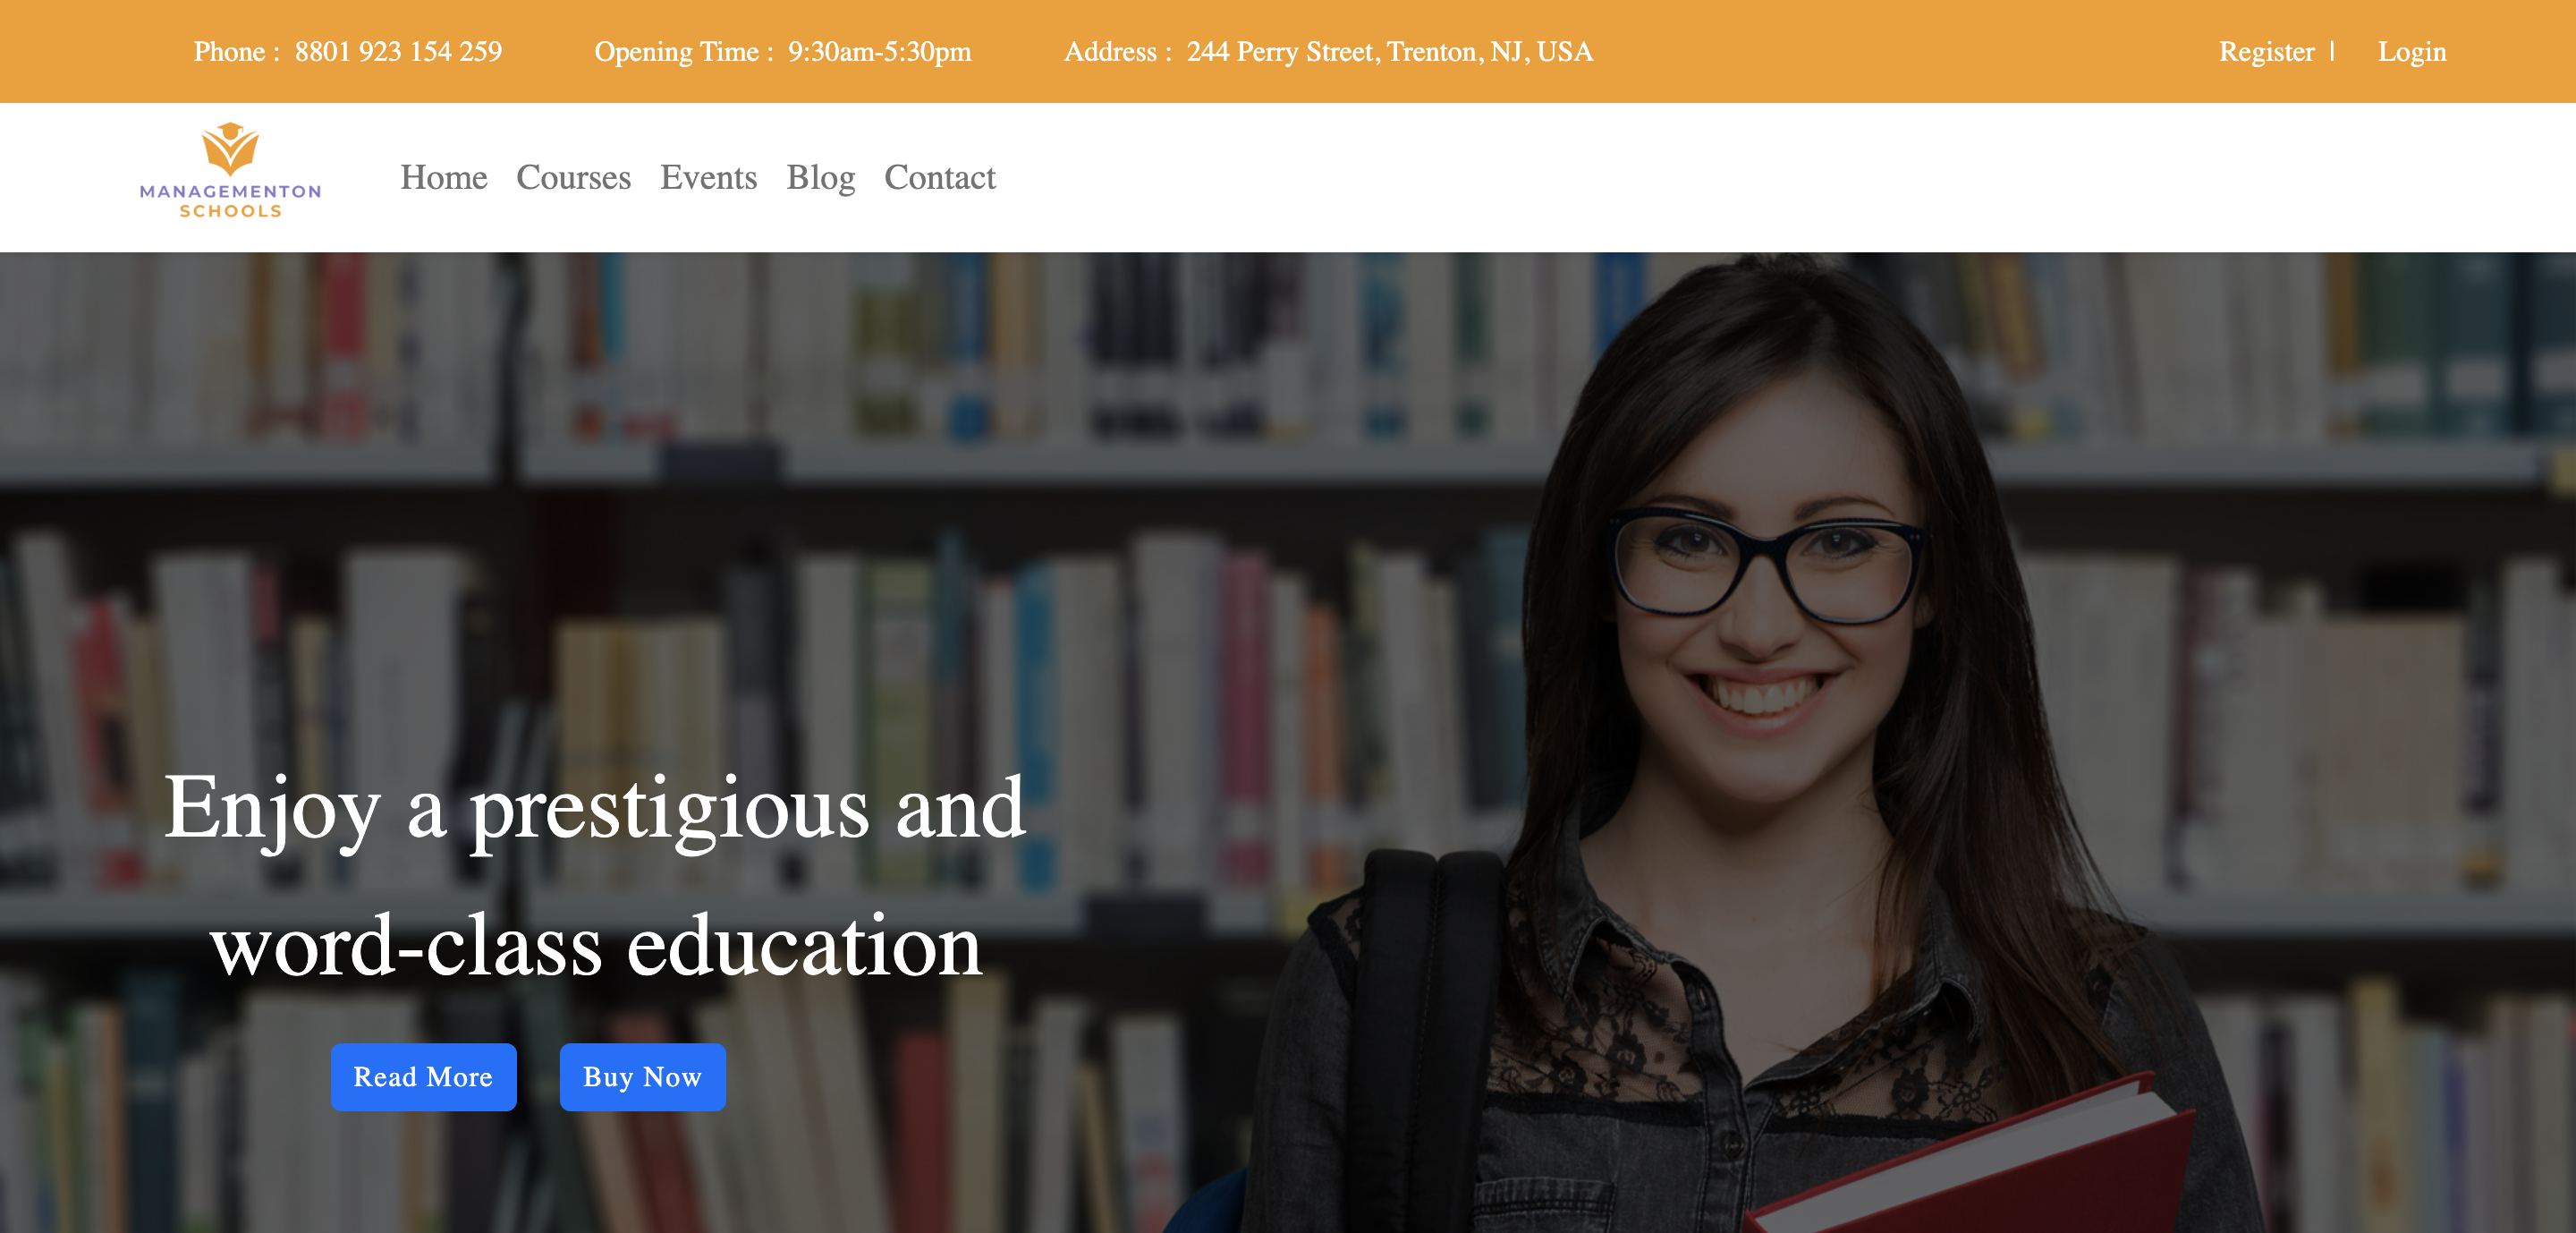 Phone : 8801 923 154 259 Opening Time : 9:30am-5:30pm Address : 244 Perry Street, Trenton, NJ, USA Register | Login
MANAGEMENTON
SCHOOLS
Home Courses Events Blog Contact
Enjoy a prestigious and
word-class education
Read More Buy Now